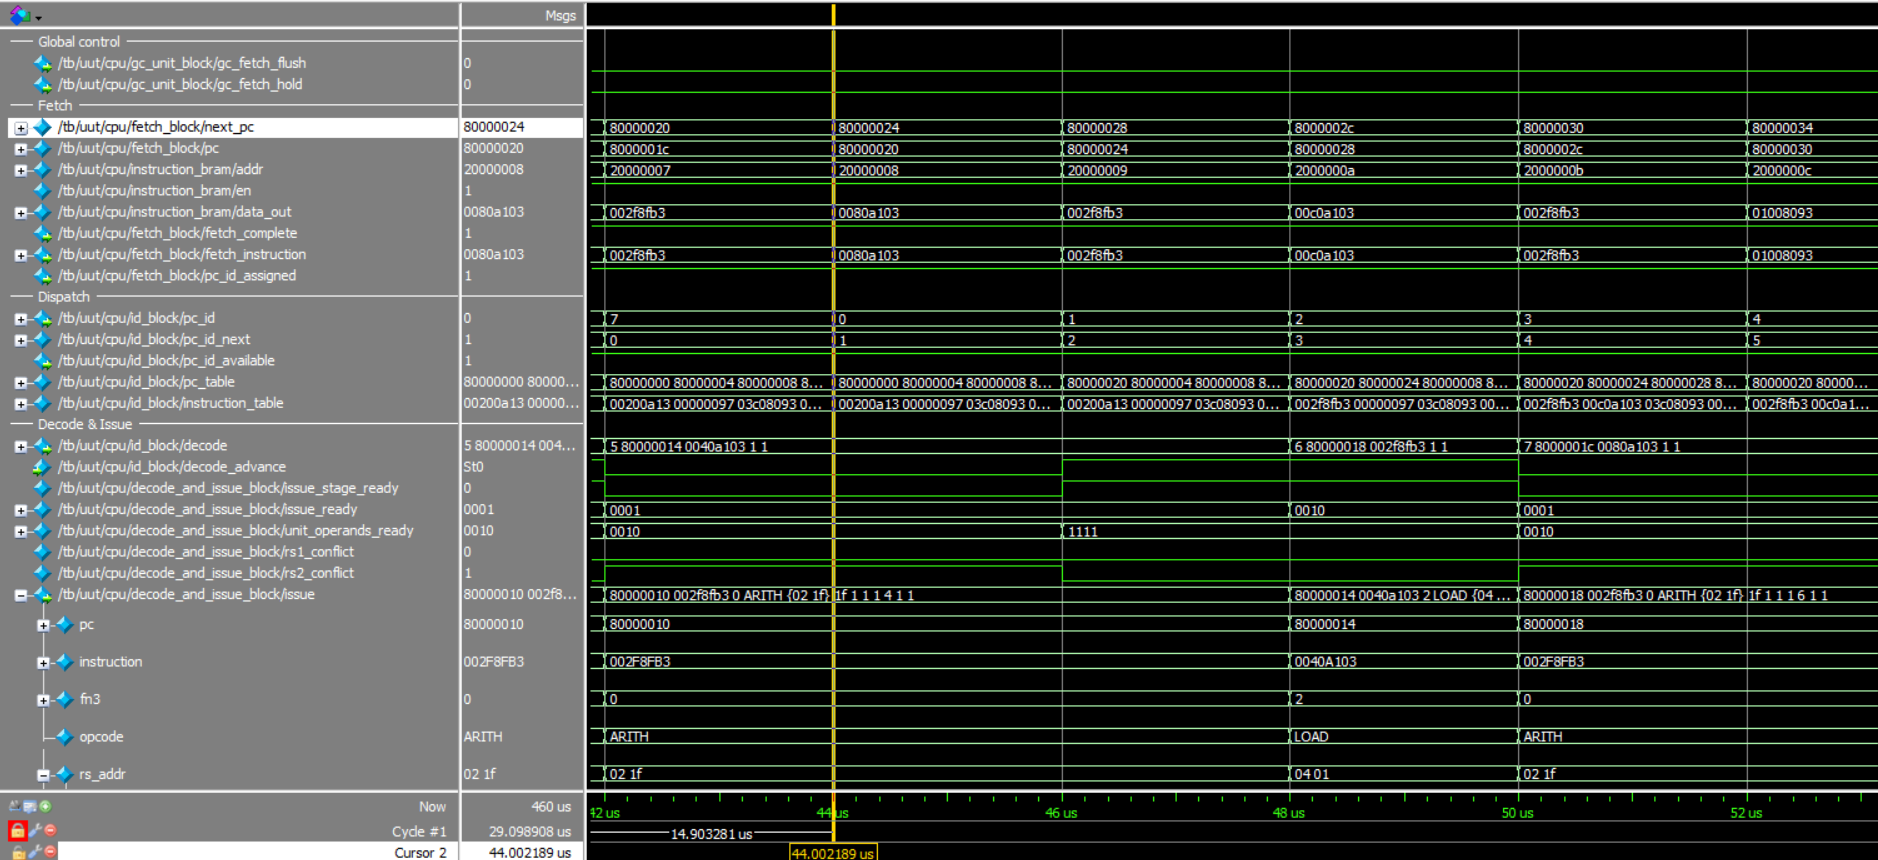 Msgs
Global control
/tb/uut/cpu/gc_unit_block/gc_fetch_flush 0
/tb/uut/cpu/gc_unit_block/gc_fetch_hold 0
Fetch
/tb/uut/cpu/fetch_block/next_pc 80000024 80000020 80000024 80000028 8000002c 80000030 80000034
/tb/uut/cpu/fetch_block/pc 80000020 8000001c 80000020 80000024 80000028 8000002c 80000030
/tb/uut/cpu/instruction_bram/addr 20000008 20000007 20000008 20000009 2000000a 2000000b 2000000c
/tb/uut/cpu/instruction_bram/en 1
/tb/uut/cpu/instruction_bram/data_out 0080a103 002f8fb3 0080a103 002f8fb3 00c0a103 002f8fb3 01008093
/tb/uut/cpu/fetch_block/fetch_complete 1
/tb/uut/cpu/fetch_block/fetch_instruction 0080a103 002f8fb3 0080a103 002f8fb3 00c0a103 002f8fb3 01008093
/tb/uut/cpu/fetch_block/pc_id_assigned 1
Dispatch
/tb/uut/cpu/id_block/pc_id 0 7 0 1 2 3 4
/tb/uut/cpu/id_block/pc_id_next 1 0 1 2 3 4 5
/tb/uut/cpu/id_block/pc_id_available 1
/tb/uut/cpu/id_block/pc_table 80000000 80000... 80000000 80000004 80000008 8... 80000000 80000004 80000008 8... 80000020 80000004 80000008 8... 80000020 80000024 80000008 8... 80000020 80000024 80000028 8... 80000020 80000...
/tb/uut/cpu/id_block/instruction_table 00200a13 00000... 00200a13 00000097 03c08093 0... 00200a13 00000097 03c08093 0... 00200a13 00000097 03c08093 0... 002f8fb3 00000097 03c08093 00... 002f8fb3 00c0a103 03c08093 00... 002f8fb3 00c0a1...
Decode & Issue
/tb/uut/cpu/id_block/decode 5 80000014 004... 5 80000014 0040a103 1 1 6 80000018 002f8fb3 1 1 7 8000001c 0080a103 1 1
/tb/uut/cpu/id_block/decode_advance St0
/tb/uut/cpu/decode_and_issue_block/issue_stage_ready 0
/tb/uut/cpu/decode_and_issue_block/issue_ready 0001 0001 0010 0001
/tb/uut/cpu/decode_and_issue_block/unit_operands_ready 0010 0010 1111 0010
/tb/uut/cpu/decode_and_issue_block/rs1_conflict 0
/tb/uut/cpu/decode_and_issue_block/rs2_conflict 1
/tb/uut/cpu/decode_and_issue_block/issue 80000010 002f8... 80000010 002f8fb3 0 ARITH {02 1f} 1f 1 1 1 4 1 1 80000014 0040a103 2 LOAD {04 ... 80000018 002f8fb3 0 ARITH {02 1f} 1f 1 1 1 6 1 1
pc 80000010 80000010 80000014 80000018
instruction 002F8FB3 002F8FB3 0040A103 002F8FB3
fn3 0 0 2 0
opcode ARITH ARITH LOAD ARITH
rs_addr 02 1f 02 1f 04 01 02 1f
Now 460 us 42 us 44 us 46 us 48 us 50 us 52 us
Cycle #1 29.098908 us 14.903281 us
Cursor 2 44.002189 us 44.002189 us